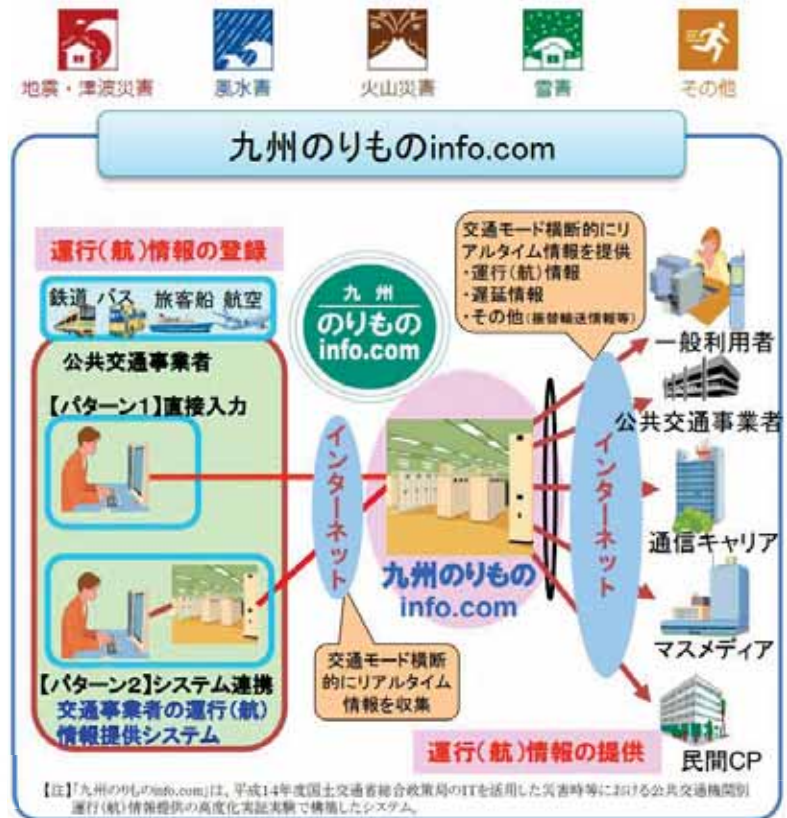 地震・津波災害
風水害
火山災害
雪害
その他
九州のりものinfo.com
運行(航)情報の登録
鉄道 バス 旅客船 航空
公共交通事業者
【パターン1】直接入力
【パターン2】システム連携
交通事業者の運行(航)
情報提供システム
九州
のりもの
info.com
インターネット
九州のりもの
info.com
交通モード横断
的にリアルタイム
情報を収集
交通モード横断的にリ
アルタイム情報を提供
・運行(航)情報
・遅延情報
・その他(振替輸送情報等)
インターネット
一般利用者
公共交通事業者
通信キャリア
マスメディア
民間CP
運行(航)情報の提供
【注】「九州のりものinfo.com」は、平成14年度国土交通省総合政策局のITを活用した災害時等における公共交通機関別
運行(航)情報提供の高度化実証実験で構築したシステム。